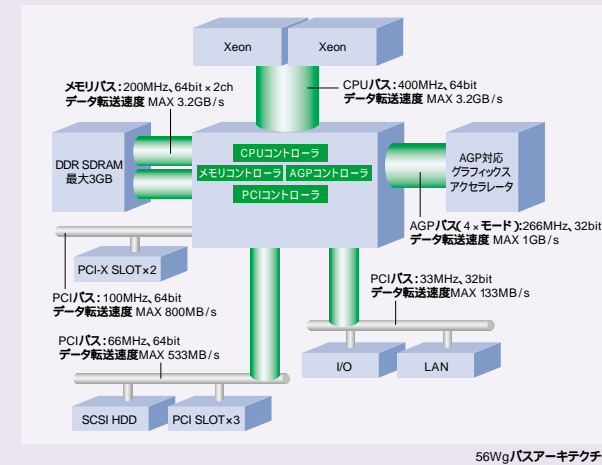 Xeon
Xeon
メモリバス：200MHz、64bit×2ch
データ転送速度 MAX 3.2GB/s
CPUバス：400MHz、64bit
データ転送速度 MAX 3.2GB/s
DDR SDRAM
最大3GB
CPUコントローラ
メモリコントローラ
AGPコントローラ
PCIコントローラ
AGP対応
グラフィックス
アクセラレータ
AGPバス（4×モード）：266MHz、32bit
データ転送速度 MAX 1GB/s
PCI-X SLOT×2
PCIバス：100MHz、64bit
データ転送速度 MAX 800MB/s
PCIバス：33MHz、32bit
データ転送速度MAX 133MB/s
PCIバス：66MHz、64bit
データ転送速度MAX 533MB/s
I/O
LAN
SCSI HDD
PCI SLOT×3
56Wgバスアーキテクチ